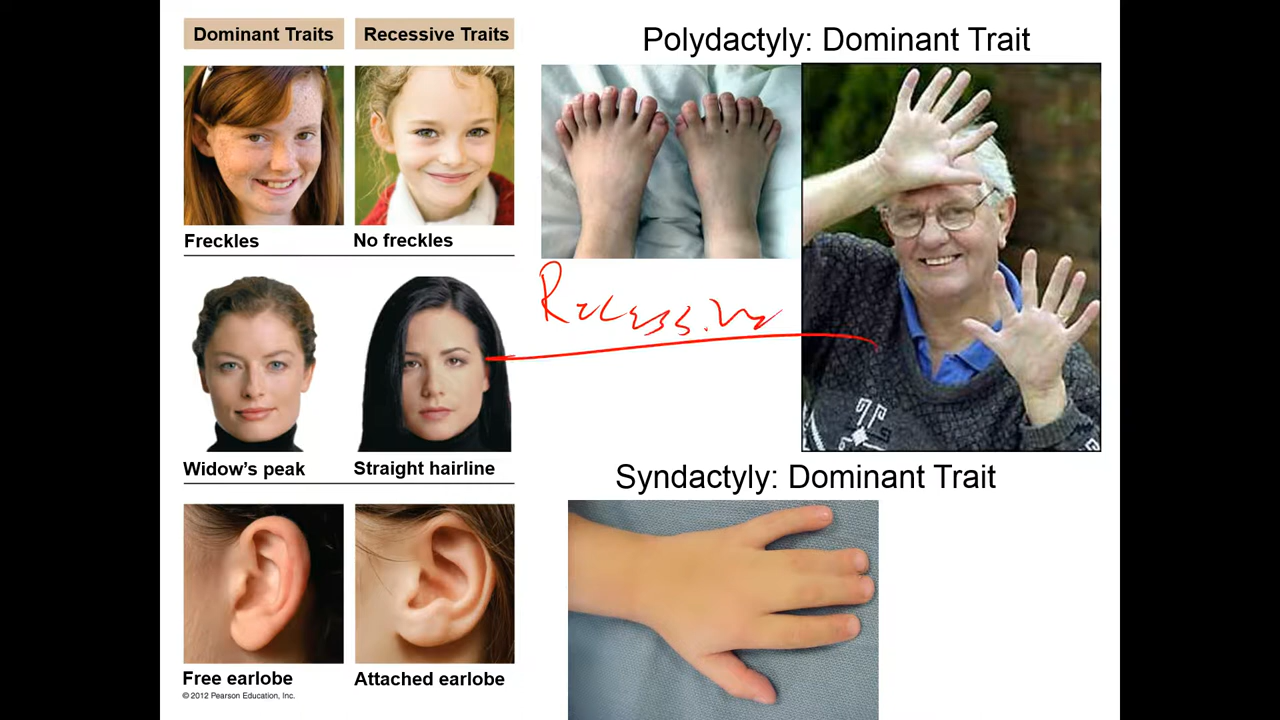 Dominant Traits
Recessive Traits
Polydactyly: Dominant Trait
Freckles
No freckles
Recessive
Widow's peak
Straight hairline
Syndactyly: Dominant Trait
Free earlobe
Attached earlobe
© 2012 Pearson Education, Inc.